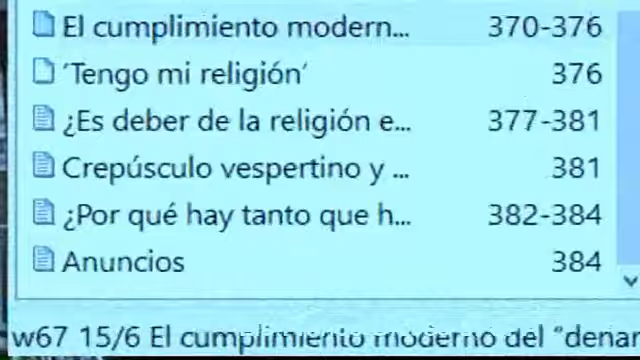 El cumplimiento modern... 370-376
‘Tengo mi religión’ 376
¿Es deber de la religión e... 377-381
Crepúsculo vespertino y ... 381
¿Por qué hay tanto que h... 382-384
Anuncios 384
w67 15/6 El cumplimiento moderno del "denar